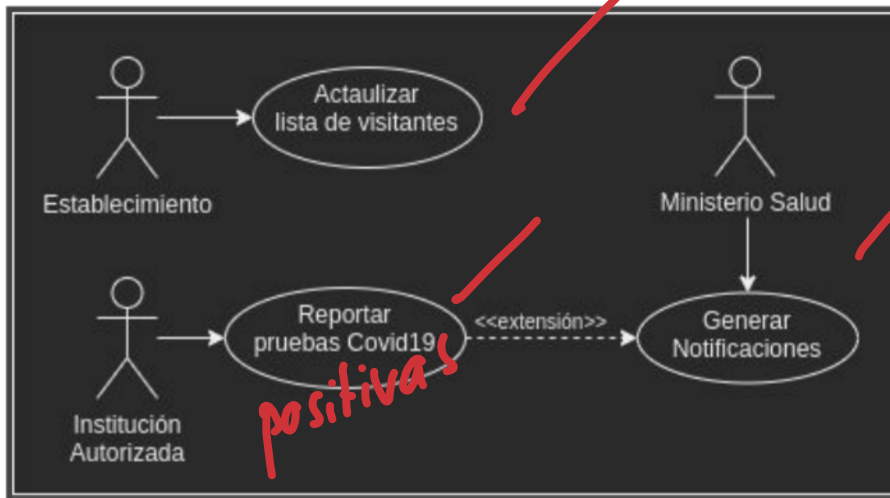 Actaulizar
lista de visitantes
Establecimiento
Ministerio Salud
Reportar
pruebas Covid19
positivas
<<extensión>>
Generar
Notificaciones
Institución
Autorizada